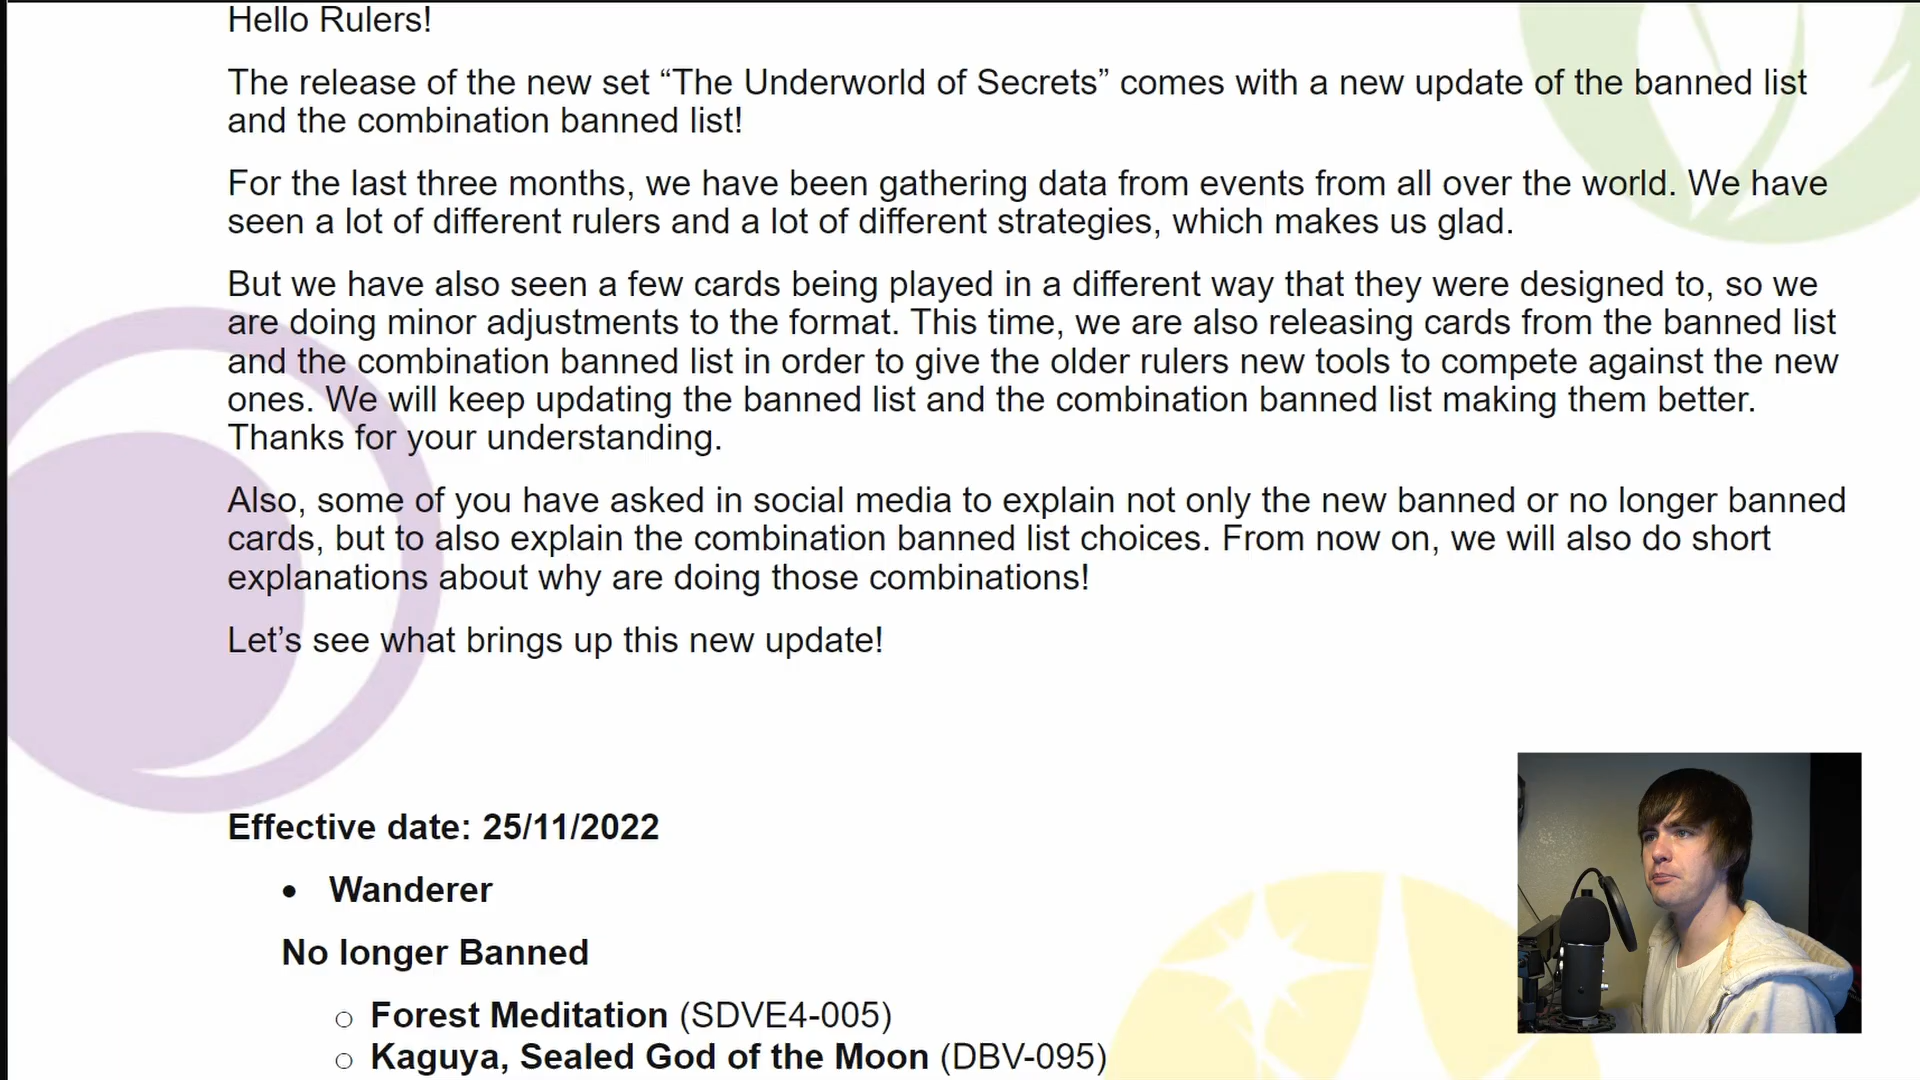 Hello Rulers!
The release of the new set “The Underworld of Secrets” comes with a new update of the banned list
and the combination banned list!
For the last three months, we have been gathering data from events from all over the world. We have
seen a lot of different rulers and a lot of different strategies, which makes us glad.
But we have also seen a few cards being played in a different way that they were designed to, so we
are doing minor adjustments to the format. This time, we are also releasing cards from the banned list
and the combination banned list in order to give the older rulers new tools to compete against the new
ones. We will keep updating the banned list and the combination banned list making them better.
Thanks for your understanding.
Also, some of you have asked in social media to explain not only the new banned or no longer banned
cards, but to also explain the combination banned list choices. From now on, we will also do short
explanations about why are doing those combinations!
Let’s see what brings up this new update!
Effective date: 25/11/2022
• Wanderer
No longer Banned
○ Forest Meditation (SDVE4-005)
○ Kaguya, Sealed God of the Moon (DBV-095)